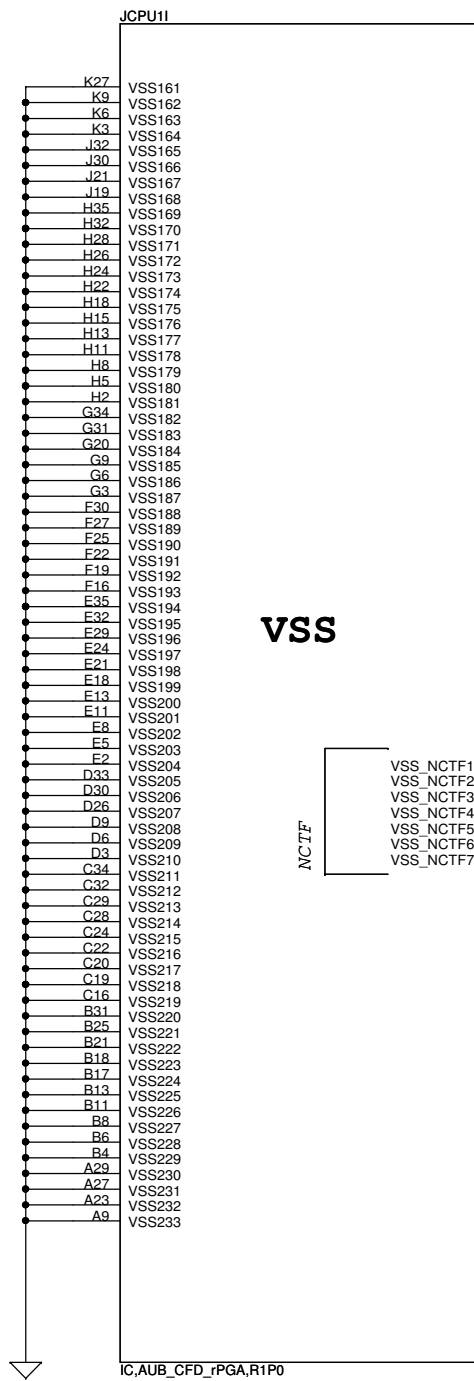 JCPU1I
K27 VSS161
K9 VSS162
K6 VSS163
K3 VSS164
J32 VSS165
J30 VSS166
J21 VSS167
J19 VSS168
H35 VSS169
H32 VSS170
H28 VSS171
H26 VSS172
H24 VSS173
H22 VSS174
H18 VSS175
H15 VSS176
H13 VSS177
H11 VSS178
H8 VSS179
H5 VSS180
H2 VSS181
G34 VSS182
G31 VSS183
G20 VSS184
G9 VSS185
G6 VSS186
G3 VSS187
F30 VSS188
F27 VSS189
F25 VSS190
F22 VSS191
F19 VSS192
F16 VSS193
E35 VSS194
E32 VSS195
E29 VSS196
E24 VSS197
E21 VSS198
E18 VSS199
E13 VSS200
E11 VSS201
E8 VSS202
E5 VSS203
E2 VSS204
D33 VSS205
D30 VSS206
D26 VSS207
D9 VSS208
D6 VSS209
D3 VSS210
C34 VSS211
C32 VSS212
C29 VSS213
C28 VSS214
C24 VSS215
C22 VSS216
C20 VSS217
C19 VSS218
C16 VSS219
B31 VSS220
B25 VSS221
B21 VSS222
B18 VSS223
B17 VSS224
B13 VSS225
B11 VSS226
B8 VSS227
B6 VSS228
B4 VSS229
A29 VSS230
A27 VSS231
A23 VSS232
A9 VSS233
VSS
NCTF
VSS_NCTF1
VSS_NCTF2
VSS_NCTF3
VSS_NCTF4
VSS_NCTF5
VSS_NCTF6
VSS_NCTF7
IC,AUB_CFD_rPGA,R1P0